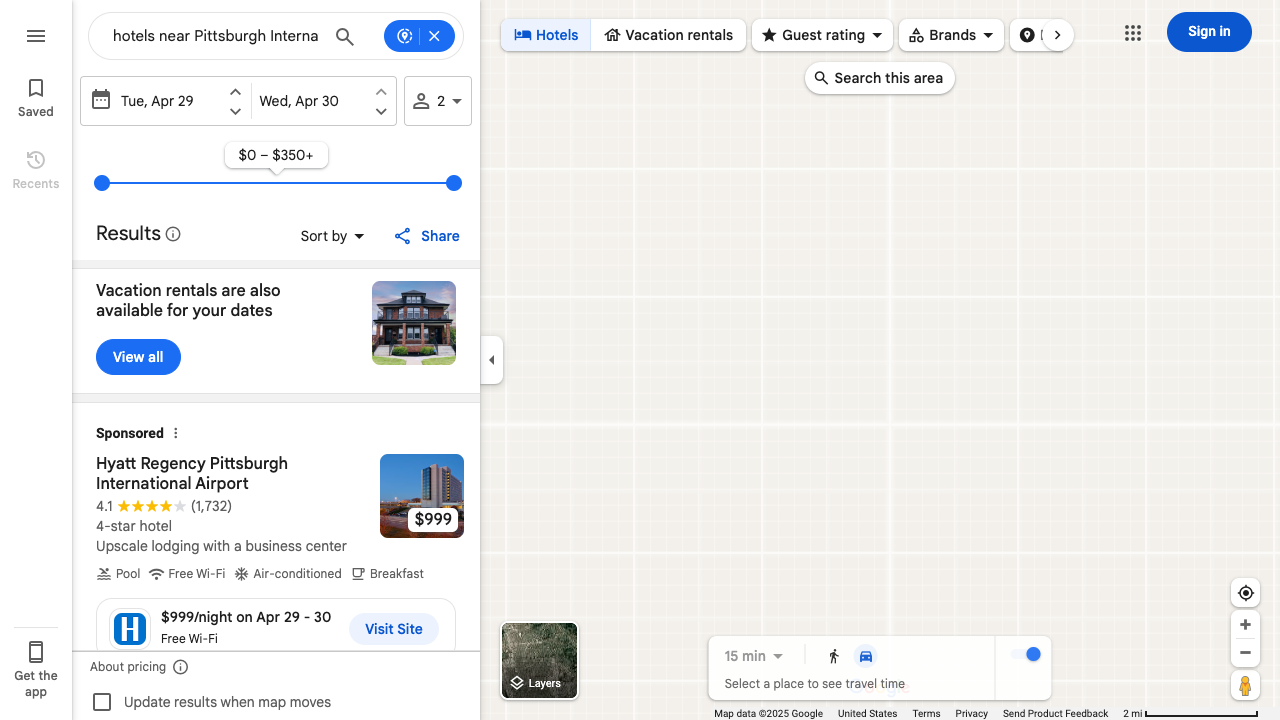 hotels near Pittsburgh Interna
Hotels
Vacation rentals
Guest rating
Brands
Sign in
Search this area
Saved
Recents
Tue, Apr 29
Wed, Apr 30
2
$0 – $350+
Results
Sort by
Share
Vacation rentals are also
available for your dates
View all
Sponsored
Hyatt Regency Pittsburgh
International Airport
4.1 (1,732)
4-star hotel
Upscale lodging with a business center
$999
Pool
Free Wi-Fi
Air-conditioned
Breakfast
H
$999/night on Apr 29 - 30
Free Wi-Fi
Visit Site
About pricing
Update results when map moves
Get the
app
Layers
15 min
Select a place to see travel time
Google
Map data ©2025 Google
United States
Terms
Privacy
Send Product Feedback
2 mi